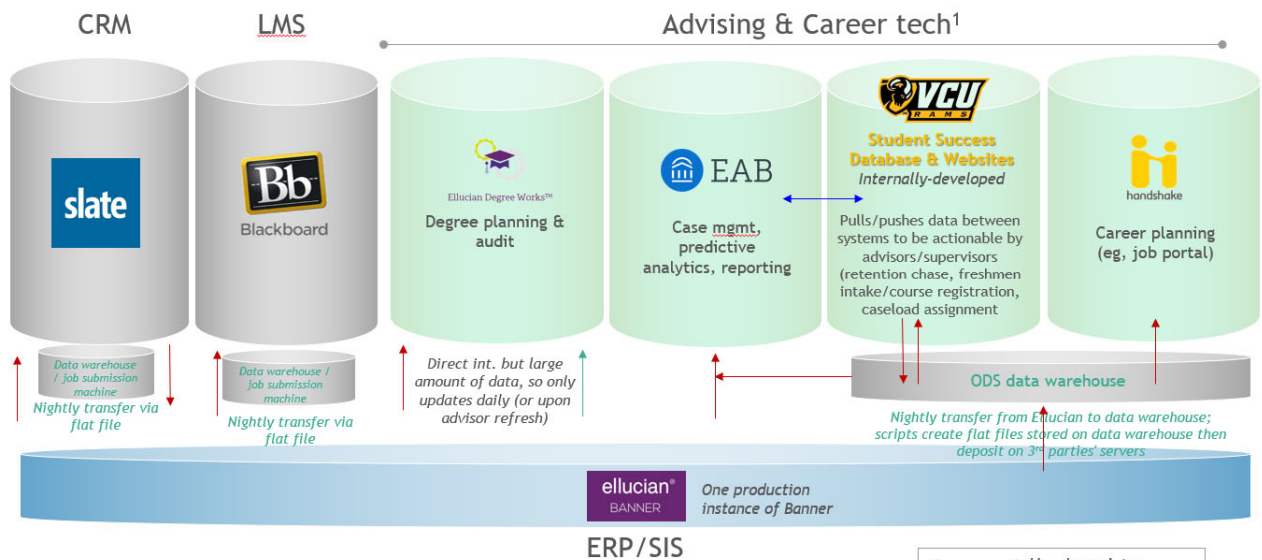 CRM
LMS
Advising & Career tech¹
slate
Bb
Blackboard
Ellucian Degree Works™
Degree planning &
audit
EAB
Case mgmt,
predictive
analytics, reporting
VCU
RAMS
Student Success
Database & Websites
Internally-developed
Pulls/pushes data between
systems to be actionable by
advisors/supervisors
(retention chase, freshmen
intake/course registration,
caseload assignment
handshake
Career planning
(eg, job portal)
Data warehouse
/ job submission
machine
Nightly transfer via
flat file
Data warehouse /
job submission
machine
Nightly transfer via
flat file
Direct int. but large
amount of data, so only
updates daily (or upon
advisor refresh)
ODS data warehouse
Nightly transfer from Ellucian to data warehouse;
scripts create flat files stored on data warehouse then
deposit on 3rd parties' servers
ellucian®
BANNER
One production
instance of Banner
ERP/SIS